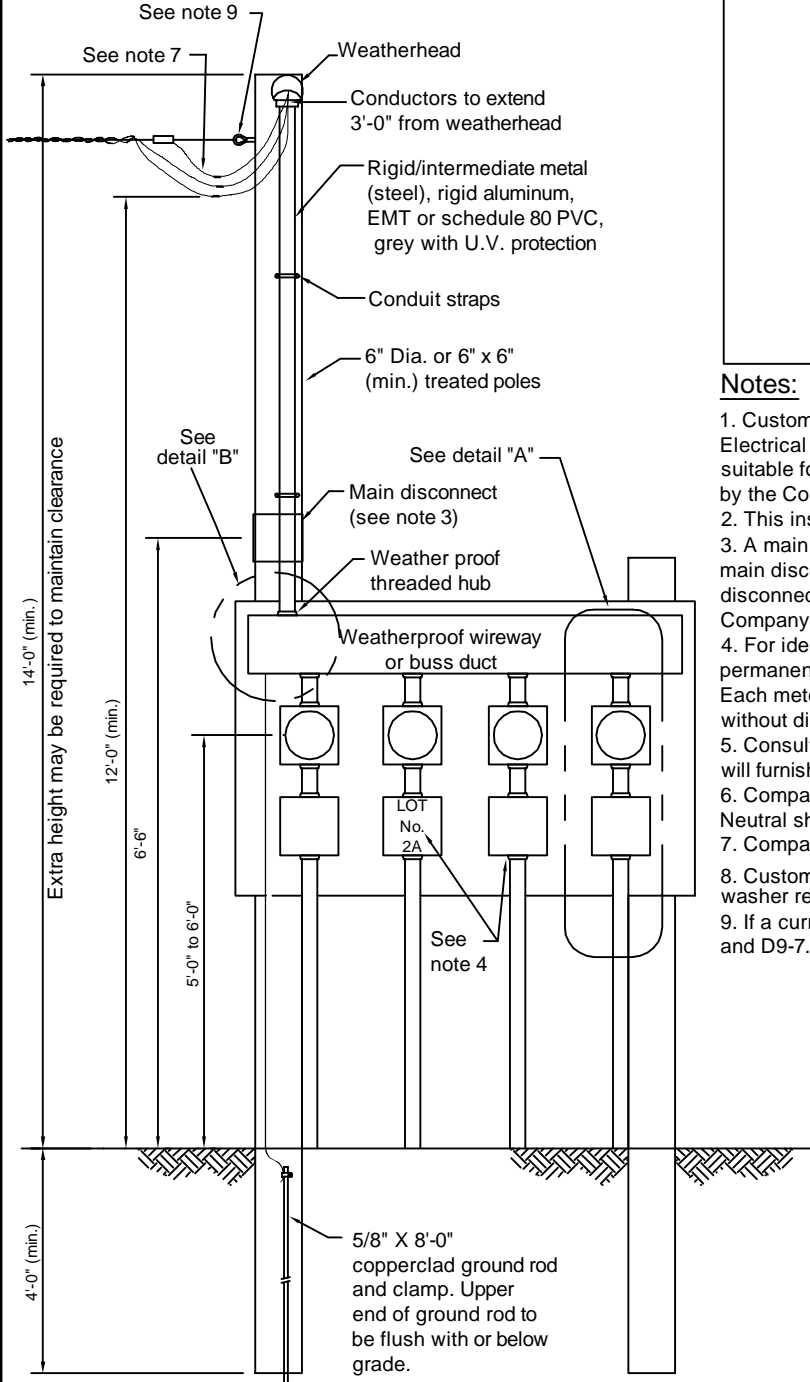 See note 9
See note 7
Weatherhead
Conductors to extend
3'-0" from weatherhead
Rigid/intermediate metal
(steel), rigid aluminum,
EMT or schedule 80 PVC,
grey with U.V. protection
Conduit straps
6" Dia. or 6" x 6"
(min.) treated poles
See
detail "B"
See detail "A"
Main disconnect
(see note 3)
Weather proof
threaded hub
Weatherproof wireway
or buss duct
14'-0" (min.)
Extra height may be required to maintain clearance
12'-0" (min.)
6'-6"
5'-0" to 6'-0"
LOT
No.
2A
See
note 4
4'-0" (min.)
5/8" X 8'-0"
copperclad ground rod
and clamp. Upper
end of ground rod to
be flush with or below
grade.
Notes:
1. Custom
Electrical
suitable fo
by the Co
2. This ins
3. A main
main disc
disconnec
Company
4. For ide
permanen
Each mete
without di
5. Consul
will furnish
6. Compa
Neutral sh
7. Compa
8. Custom
washer re
9. If a curr
and D9-7.